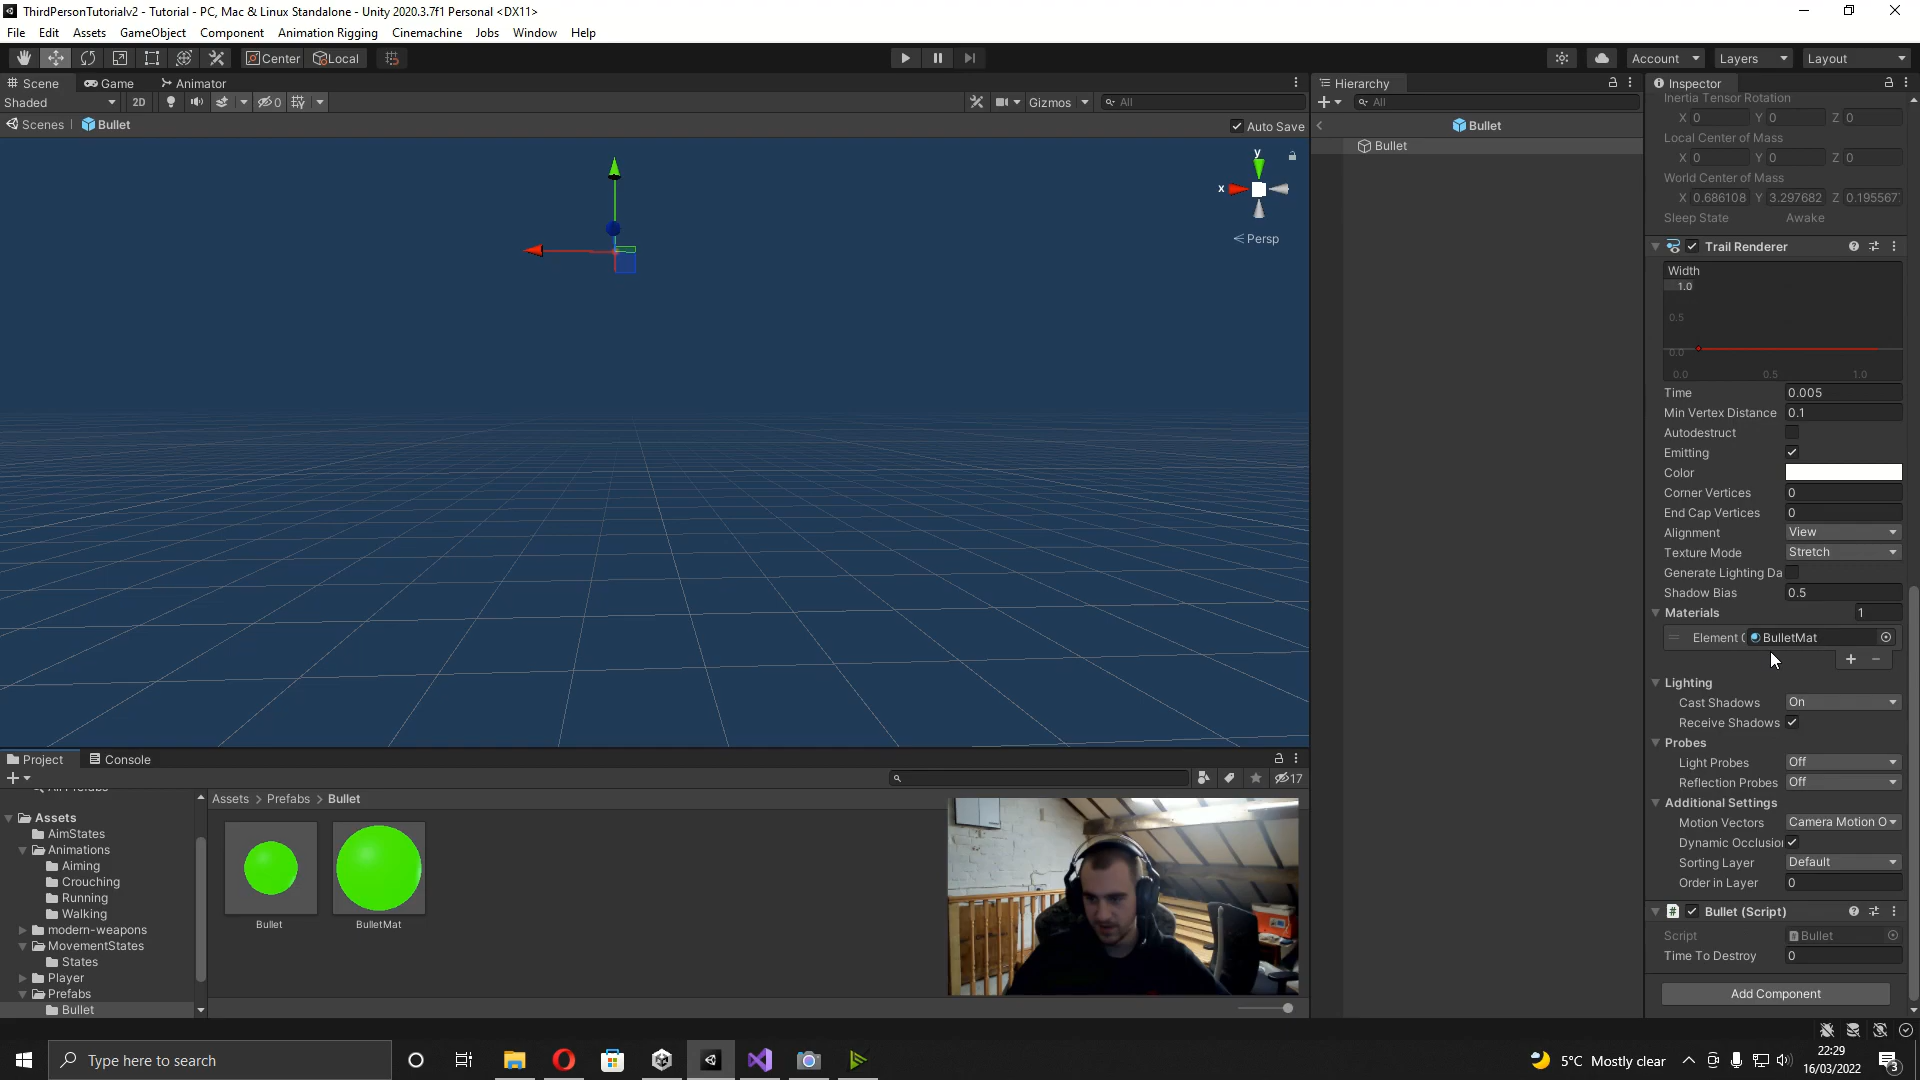 ThirdPersonTutorialv2 - Tutorial - PC, Mac & Linux Standalone - Unity 2020.3.7f1 Personal <DX11>
File Edit Assets GameObject Component Animation Rigging Cinemachine Jobs Window Help
Center Local Account Layers Layout
Scene Game Animator
Shaded 2D 0 Gizmos All
Scenes Bullet Auto Save
y
x
Persp
Hierarchy
All
Bullet
Bullet
Inspector
Inertia Tensor Rotation
X 0 Y 0 Z 0
Local Center of Mass
X 0 Y 0 Z 0
World Center of Mass
X 0.686108 Y 3.297682 Z 0.195567
Sleep State Awake
Trail Renderer
Width
1.0
0.5
0.0
0.0 0.5 1.0
Time 0.005
Min Vertex Distance 0.1
Autodestruct
Emitting
Color
Corner Vertices 0
End Cap Vertices 0
Alignment View
Texture Mode Stretch
Generate Lighting Da
Shadow Bias 0.5
Materials 1
Element BulletMat
Lighting
Cast Shadows On
Receive Shadows
Probes
Light Probes Off
Reflection Probes Off
Additional Settings
Motion Vectors Camera Motion O
Dynamic Occlusion
Sorting Layer Default
Order in Layer 0
Bullet (Script)
Script Bullet
Time To Destroy 0
Add Component
Project Console
17
Assets
AimStates
Animations
Aiming
Crouching
Running
Walking
modern-weapons
MovementStates
States
Player
Prefabs
Bullet
Assets > Prefabs > Bullet
Bullet BulletMat
Type here to search
5°C Mostly clear
22:29
16/03/2022
3